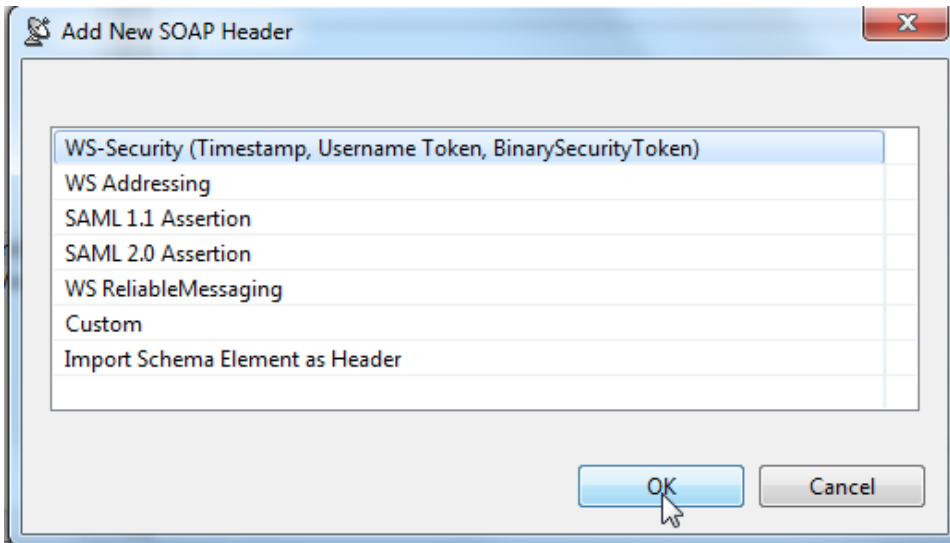 Add New SOAP Header
WS-Security (Timestamp, Username Token, BinarySecurityToken)
WS Addressing
SAML 1.1 Assertion
SAML 2.0 Assertion
WS ReliableMessaging
Custom
Import Schema Element as Header
OK Cancel